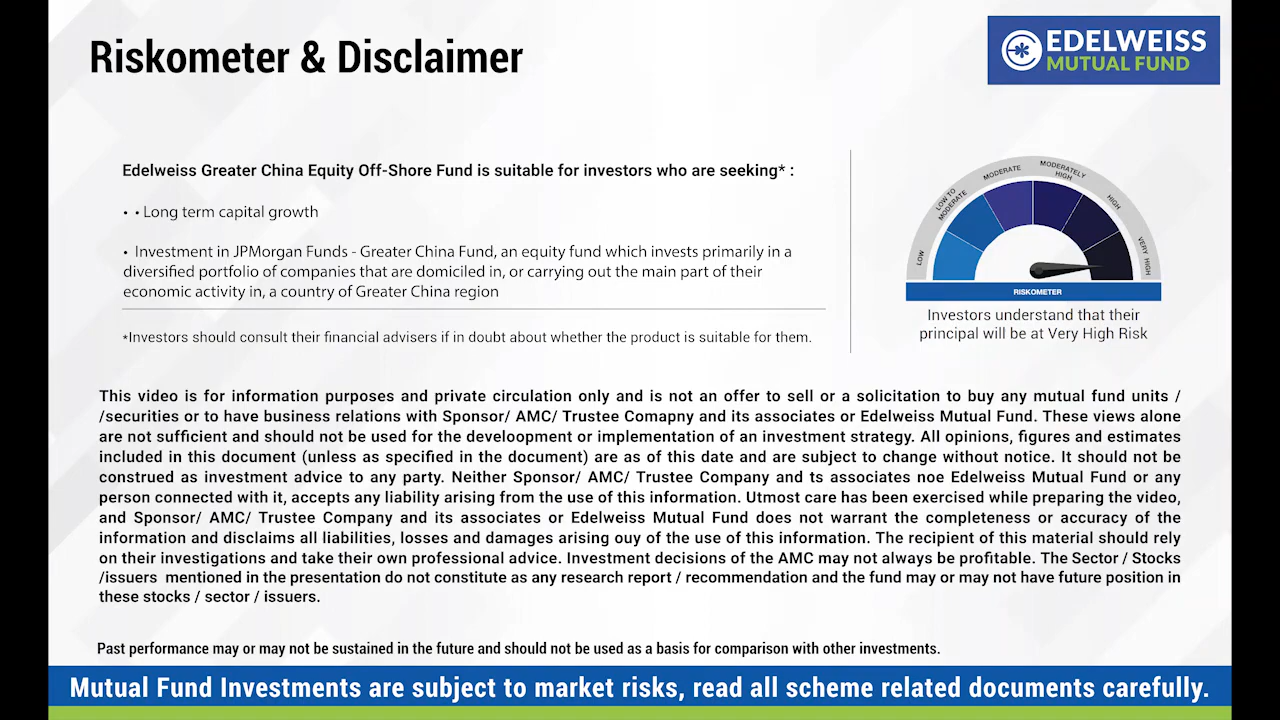 Riskometer & Disclaimer
EDELWEISS
MUTUAL FUND
Edelweiss Greater China Equity Off-Shore Fund is suitable for investors who are seeking* :
• • Long term capital growth
• Investment in JPMorgan Funds - Greater China Fund, an equity fund which invests primarily in a
diversified portfolio of companies that are domiciled in, or carrying out the main part of their
economic activity in, a country of Greater China region
*Investors should consult their financial advisers if in doubt about whether the product is suitable for them.
LOW
LOW TO
MODERATE
MODERATE
MODERATELY
HIGH
HIGH
VERY
HIGH
RISKOMETER
Investors understand that their
principal will be at Very High Risk
This video is for information purposes and private circulation only and is not an offer to sell or a solicitation to buy any mutual fund units /
/securities or to have business relations with Sponsor/ AMC/ Trustee Comapny and its associates or Edelweiss Mutual Fund. These views alone
are not sufficient and should not be used for the develoopment or implementation of an investment strategy. All opinions, figures and estimates
included in this document (unless as specified in the document) are as of this date and are subject to change without notice. It should not be
construed as investment advice to any party. Neither Sponsor/ AMC/ Trustee Company and ts associates noe Edelweiss Mutual Fund or any
person connected with it, accepts any liability arising from the use of this information. Utmost care has been exercised while preparing the video,
and Sponsor/ AMC/ Trustee Company and its associates or Edelweiss Mutual Fund does not warrant the completeness or accuracy of the
information and disclaims all liabilities, losses and damages arising ouy of the use of this information. The recipient of this material should rely
on their investigations and take their own professional advice. Investment decisions of the AMC may not always be profitable. The Sector / Stocks
/issuers mentioned in the presentation do not constitute as any research report / recommendation and the fund may or may not have future position in
these stocks / sector / issuers.
Past performance may or may not be sustained in the future and should not be used as a basis for comparison with other investments.
Mutual Fund Investments are subject to market risks, read all scheme related documents carefully.